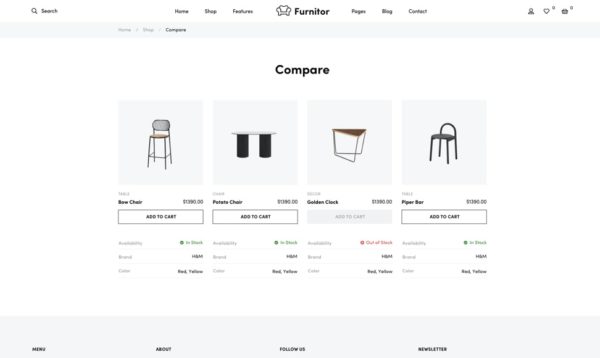 Search Home Shop Features Furnitor Pages Blog Contact 0 0
Home / Shop / Compare
Compare
TABLE CHAIR DECOR TABLE
Bow Chair $1390.00 Potato Chair $1390.00 Golden Clock $1390.00 Piper Bar $1390.00
ADD TO CART ADD TO CART ADD TO CART ADD TO CART
Availability In Stock Availability In Stock Availability Out of Stock Availability In Stock
Brand H&M Brand H&M Brand H&M Brand H&M
Color Red, Yellow Color Red, Yellow Color Red, Yellow Color Red, Yellow
MENU ABOUT FOLLOW US NEWSLETTER